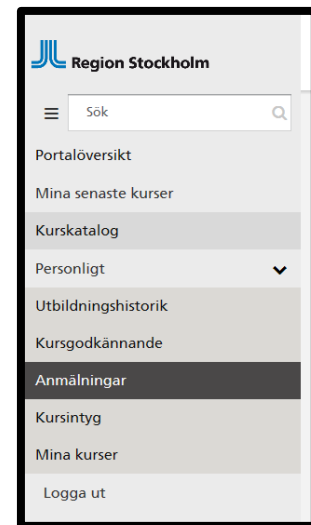 Region Stockholm
Sök
Portalöversikt
Mina senaste kurser
Kurskatalog
Personligt
Utbildningshistorik
Kursgodkännande
Anmälningar
Kursintyg
Mina kurser
Logga ut